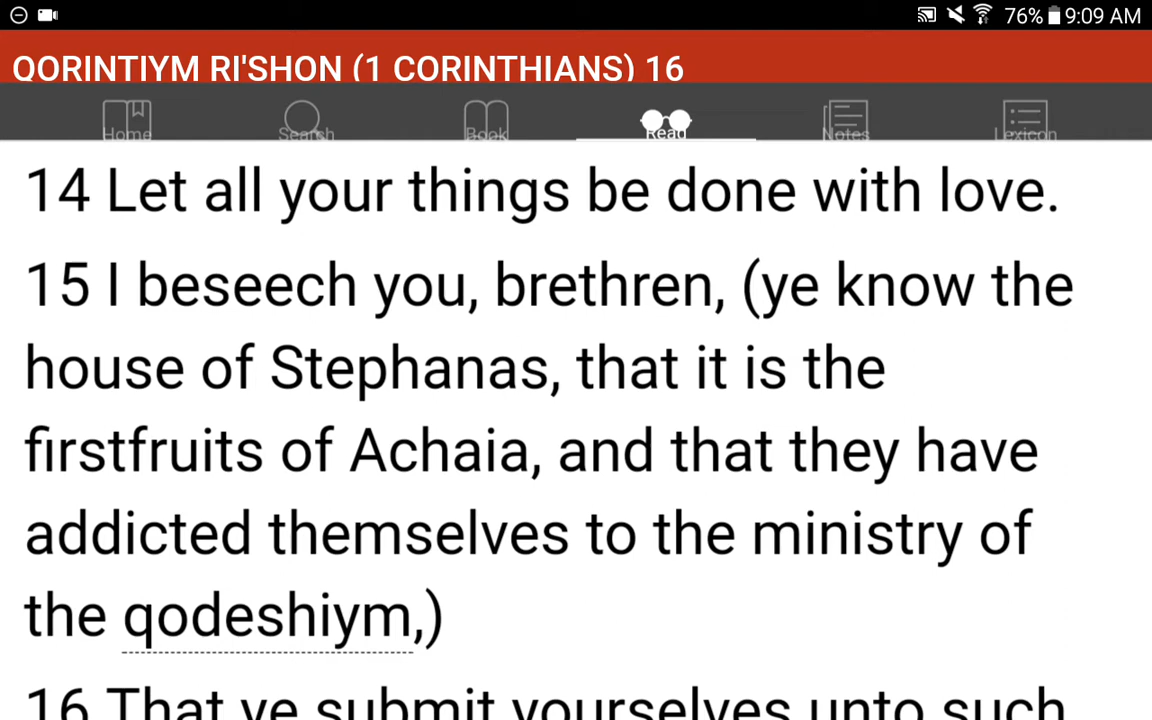 76% 9:09 AM
QORINTIYM RI'SHON (1 CORINTHIANS) 16
Home Search Book Read Notes Lexicon
14 Let all your things be done with love.
15 I beseech you, brethren, (ye know the
house of Stephanas, that it is the
firstfruits of Achaia, and that they have
addicted themselves to the ministry of
the qodeshiym,)
16 That ye submit yourselves unto such